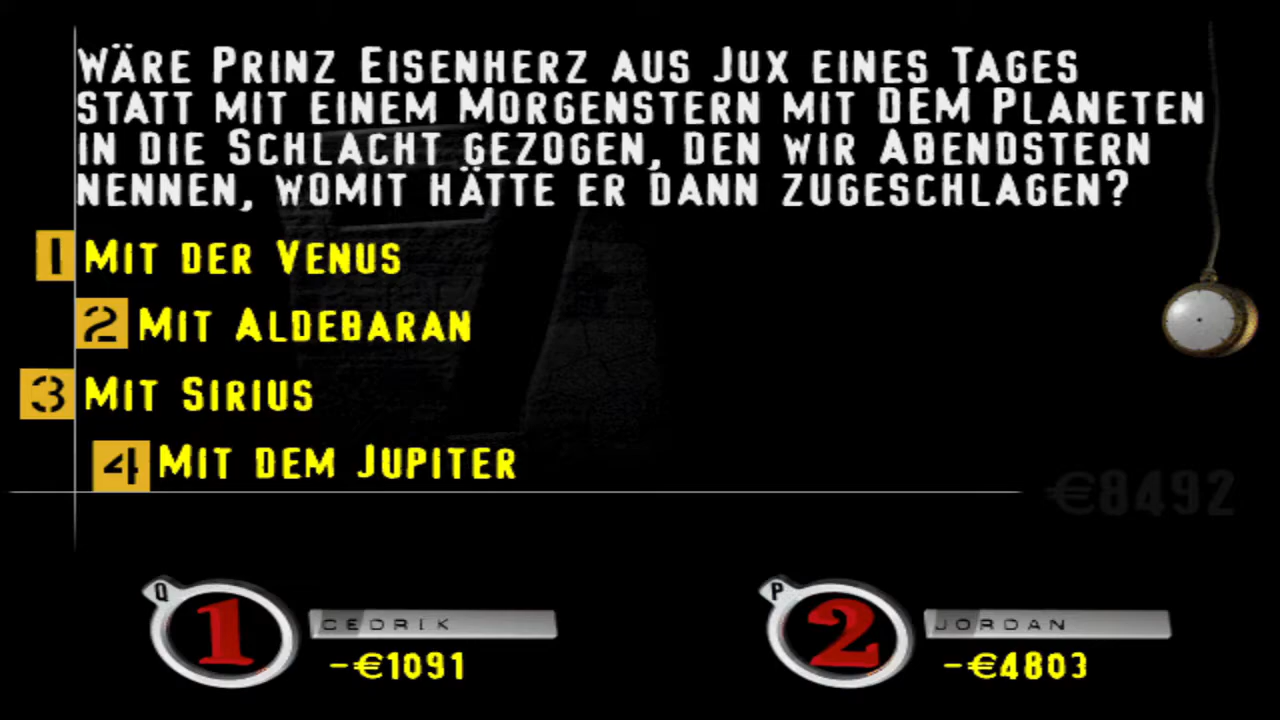 Wäre Prinz Eisenherz aus Jux eines Tages
statt mit einem Morgenstern mit DEM Planeten
in die Schlacht gezogen, den wir Abendstern
nennen, womit hätte er dann zugeschlagen?
1 Mit der Venus
2 Mit Aldebaran
3 Mit Sirius
4 Mit dem Jupiter
€8492
Q 1 CEDRIK
-€1091
P 2 JORDAN
-€4803